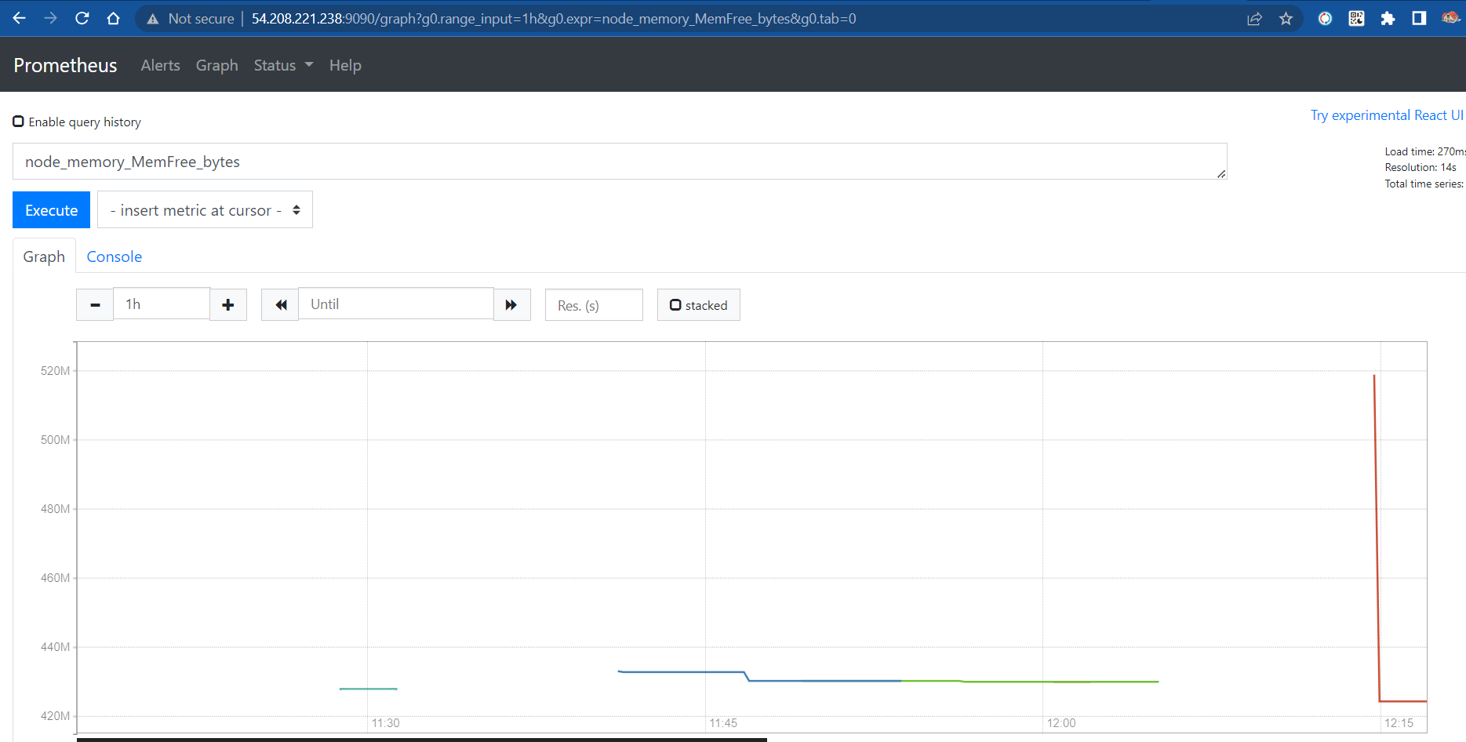 Not secure | 54.208.221.238:9090/graph?g0.range_input=1h&g0.expr=node_memory_MemFree_bytes&g0.tab=0
Prometheus Alerts Graph Status Help
Enable query history
Try experimental React UI
node_memory_MemFree_bytes
Load time: 270ms
Resolution: 14s
Total time series:
Execute
- insert metric at cursor -
Graph Console
1h Until Res. (s) stacked
520M
500M
480M
460M
440M
420M
11:30 11:45 12:00 12:15